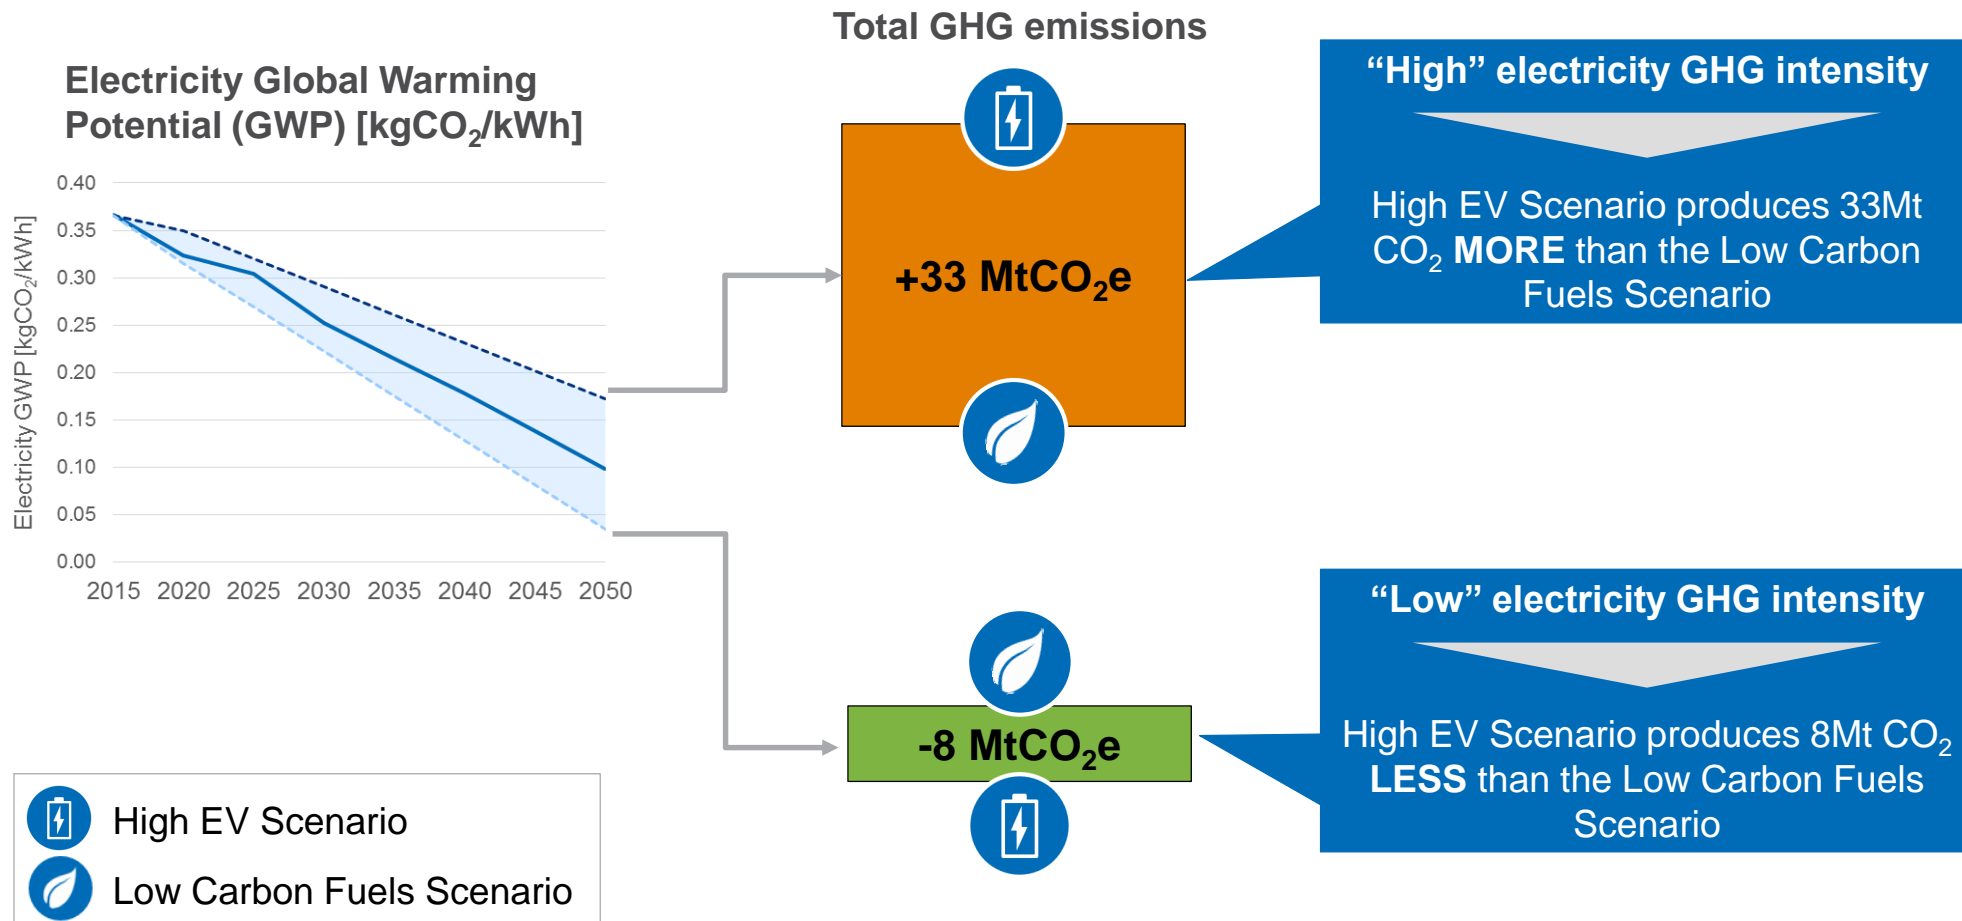 Total GHG emissions
Electricity Global Warming
Potential (GWP) [kgCO₂/kWh]
Electricity GWP [kgCO₂/kWh]
0.40
0.35
0.30
0.25
0.20
0.15
0.10
0.05
0.00
2015 2020 2025 2030 2035 2040 2045 2050
+33 MtCO₂e
“High” electricity GHG intensity
High EV Scenario produces 33Mt
CO₂ MORE than the Low Carbon
Fuels Scenario
-8 MtCO₂e
“Low” electricity GHG intensity
High EV Scenario produces 8Mt CO₂
LESS than the Low Carbon Fuels
Scenario
High EV Scenario
Low Carbon Fuels Scenario